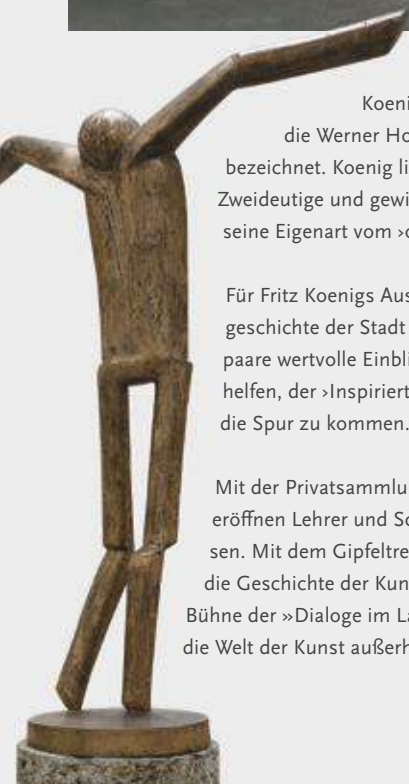 Koeni
die Werner Ho
bezeichnet. Koenig li
Zweideutige und gewi
seine Eigenart vom ›
Für Fritz Koenigs Aus
geschichte der Stadt
paare wertvolle Einbli
helfen, der ›Inspiriert
die Spur zu kommen.
Mit der Privatsammlu
eröffnen Lehrer und Sc
sen. Mit dem Gipfeltre
die Geschichte der Kun
Bühne der »Dialoge im La
die Welt der Kunst außerh